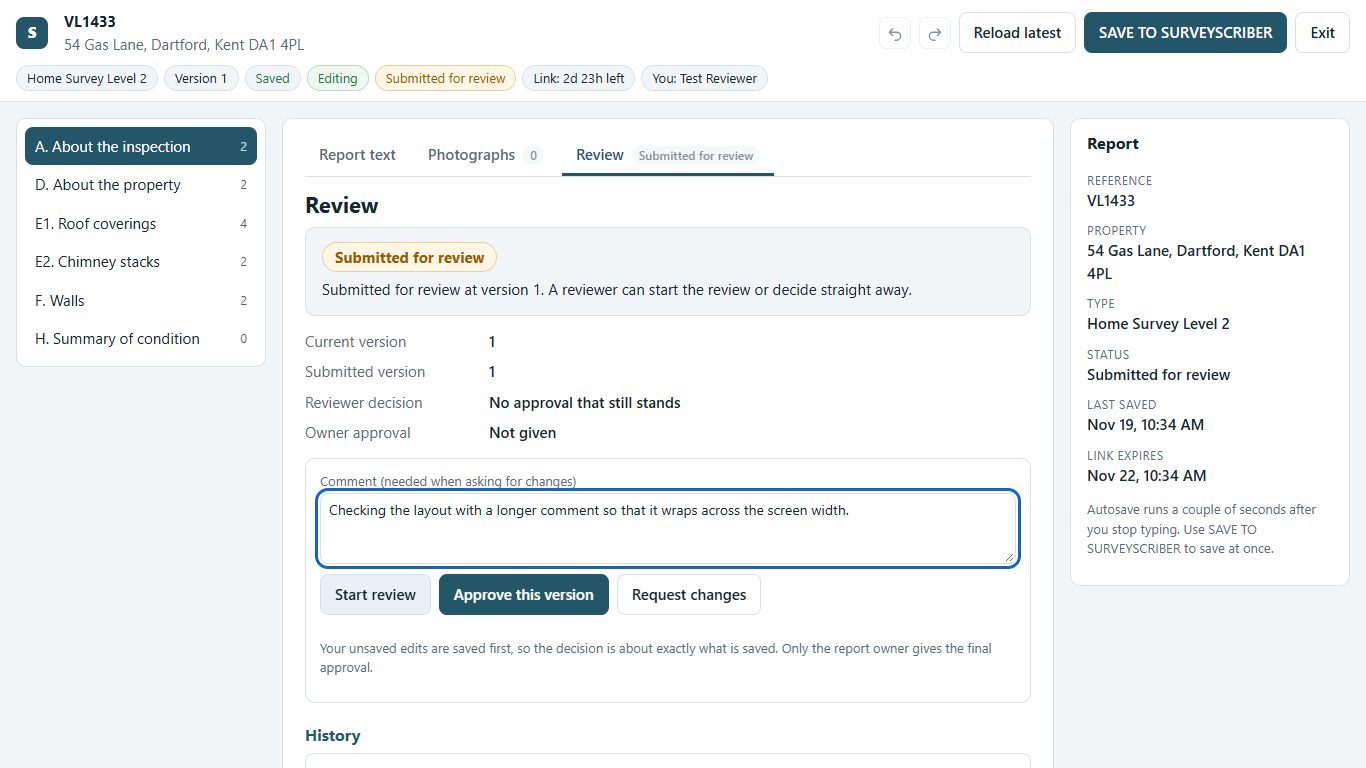 S
VL1433
54 Gas Lane, Dartford, Kent DA1 4PL
Reload latest
SAVE TO SURVEYSCRIBER
Exit
Home Survey Level 2
Version 1
Saved
Editing
Submitted for review
Link: 2d 23h left
You: Test Reviewer
A. About the inspection 2
D. About the property 2
E1. Roof coverings 4
E2. Chimney stacks 2
F. Walls 2
H. Summary of condition 0
Report text
Photographs 0
Review Submitted for review
Review
Submitted for review
Submitted for review at version 1. A reviewer can start the review or decide straight away.
Current version 1
Submitted version 1
Reviewer decision No approval that still stands
Owner approval Not given
Comment (needed when asking for changes)
Checking the layout with a longer comment so that it wraps across the screen width.
Start review
Approve this version
Request changes
Your unsaved edits are saved first, so the decision is about exactly what is saved. Only the report owner gives the final
approval.
History
Report
REFERENCE
VL1433
PROPERTY
54 Gas Lane, Dartford, Kent DA1
4PL
TYPE
Home Survey Level 2
STATUS
Submitted for review
LAST SAVED
Nov 19, 10:34 AM
LINK EXPIRES
Nov 22, 10:34 AM
Autosave runs a couple of seconds after
you stop typing. Use SAVE TO
SURVEYSCRIBER to save at once.